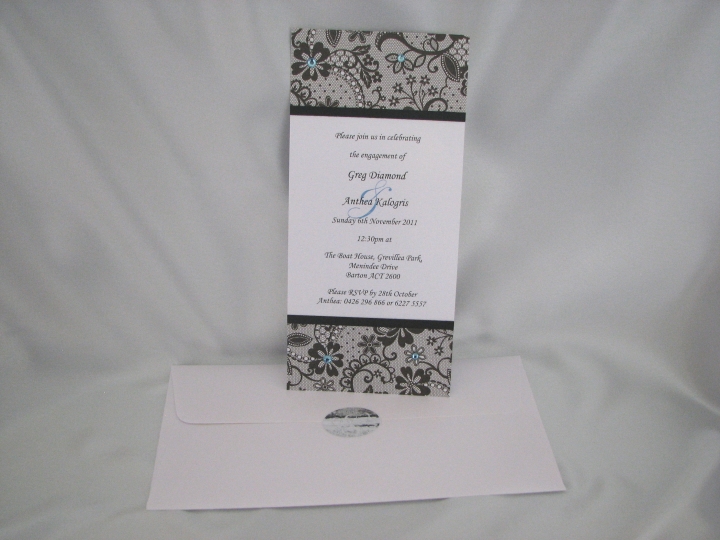 Please join us in celebrating
the engagement of
Greg Diamond
&
Anthea Kalogris
Sunday 6th November 2011
12:30pm at
The Boat House, Grevillea Park,
Menindee Drive
Barton ACT 2600
Please RSVP by 28th October
Anthea: 0426 296 866 or 6227 3557